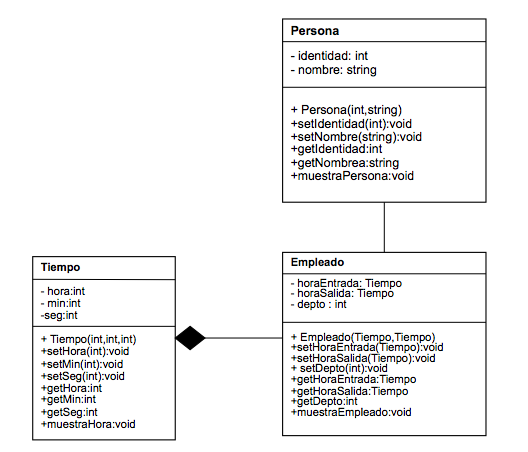 Persona
- identidad: int
- nombre: string
+ Persona(int,string)
+setIdentidad(int):void
+setNombre(string):void
+getIdentidad:int
+getNombrea:string
+muestraPersona:void
Tiempo
- hora:int
- min:int
-seg:int
+ Tiempo(int,int,int)
+setHora(int):void
+setMin(int):void
+setSeg(int):void
+getHora:int
+getMin:int
+getSeg:int
+muestraHora:void
Empleado
- horaEntrada: Tiempo
- horaSalida: Tiempo
- depto : int
+ Empleado(Tiempo,Tiempo)
+setHoraEntrada(Tiempo):void
+setHoraSalida(Tiempo):void
+ setDepto(int):void
+getHoraEntrada:Tiempo
+getHoraSalida:Tiempo
+getDepto:int
+muestraEmpleado:void